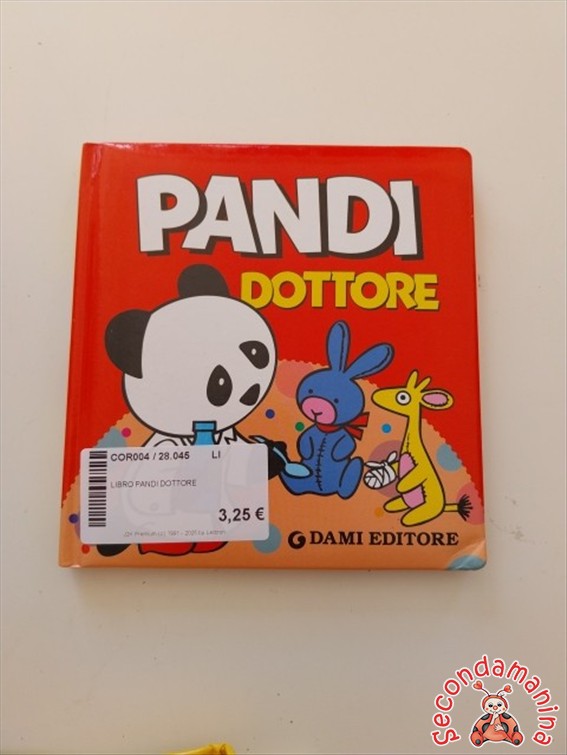 PANDI
DOTTORE
COR004 / 28.045 LI
LIBRO PANDI DOTTORE
3,25 €
DAMI EDITORE
Secondamanina